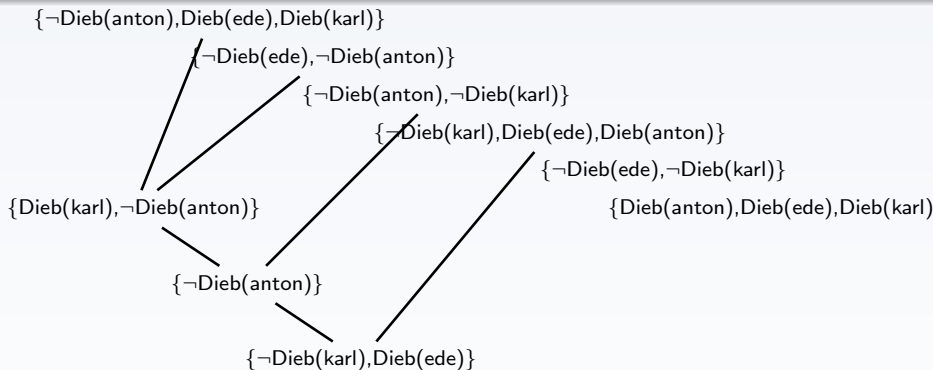 {¬Dieb(anton),Dieb(ede),Dieb(karl)}
{¬Dieb(ede),¬Dieb(anton)}
{¬Dieb(anton),¬Dieb(karl)}
{¬Dieb(karl),Dieb(ede),Dieb(anton)}
{¬Dieb(ede),¬Dieb(karl)}
{Dieb(karl),¬Dieb(anton)}
{Dieb(anton),Dieb(ede),Dieb(karl)
{¬Dieb(anton)}
{¬Dieb(karl),Dieb(ede)}